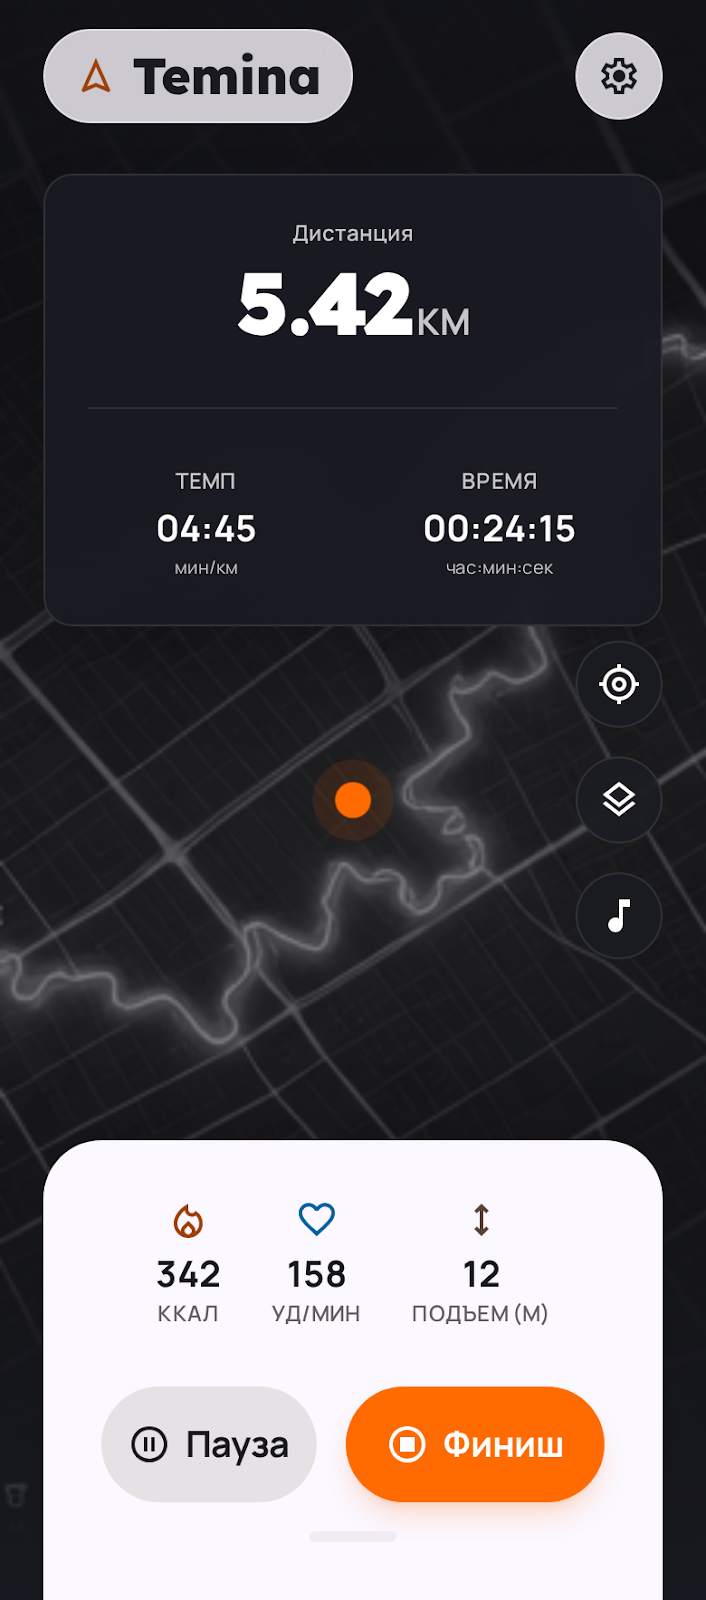 Temina
Дистанция
5.42КМ
ТЕМП
ВРЕМЯ
04:45
00:24:15
мин/км
час:мин:сек
342
158
12
ККАЛ
УД/МИН
ПОДЪЕМ (М)
Пауза
Финиш